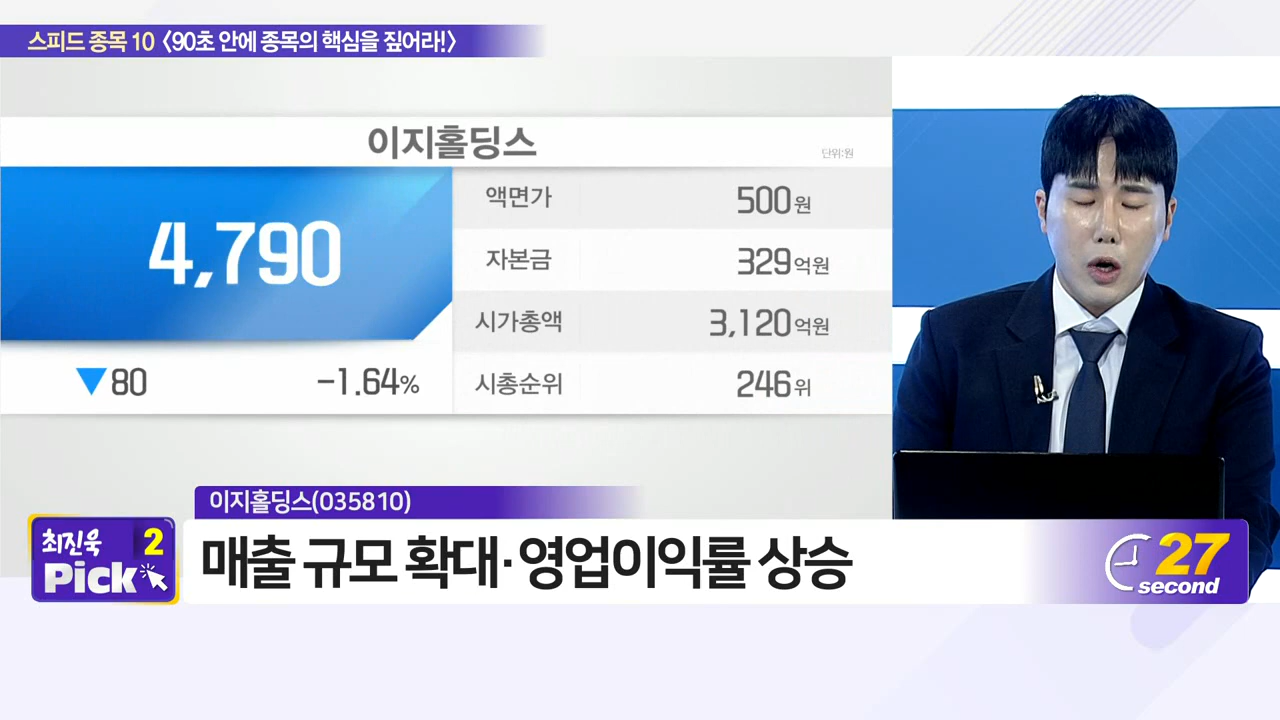 스피드 종목 10 〈90초 안에 종목의 핵심을 짚어라!〉
이지홀딩스
단위:원
4,790
▼80 -1.64%
액면가 500원
자본금 329억원
시가총액 3,120억원
시총순위 246위
이지홀딩스(035810)
최진욱 2
Pick
매출 규모 확대·영업이익률 상승
27
second